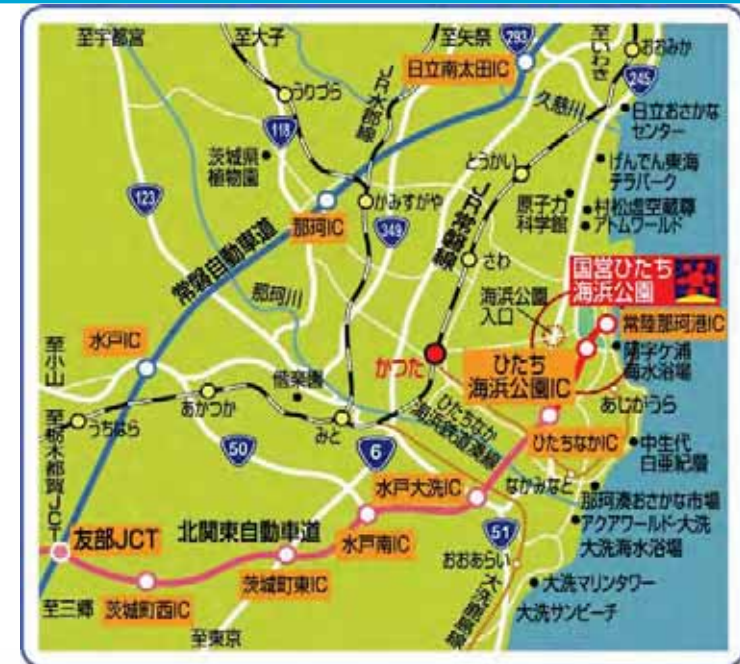 至宇都宮
至大子
至矢祭
293
至いわき
おおみか
日立南太田IC
245
うりづら
JR水郡線
久慈川
日立おさかな
センター
118
茨城県
植物園
とうかい
げんでん東海
テラパーク
123
かみすがや
原子力
科学館
村松虚空蔵尊
アトムワールド
那珂IC
349
JR常磐線
常磐自動車道
さわ
国営ひたち
海浜公園
那珂川
海浜公園
入口
常陸那珂港IC
水戸IC
至小山
かつた
ひたち
海浜公園IC
阿字ケ浦
海水浴場
偕楽園
あかつか
あじがうら
うちはら
みと
ひたちなか
海浜鉄道湊線
至栃木都賀JCT
ひたちなかIC
50
6
中生代
白亜紀層
水戸大洗IC
なかみなと
那珂湊おさかな市場
友部JCT
北関東自動車道
水戸南IC
51
アクアワールド・大洗
大洗海水浴場
おおあらい
茨城町東IC
至三郷
茨城町西IC
大洗鹿島線
大洗マリンタワー
大洗サンビーチ
至東京